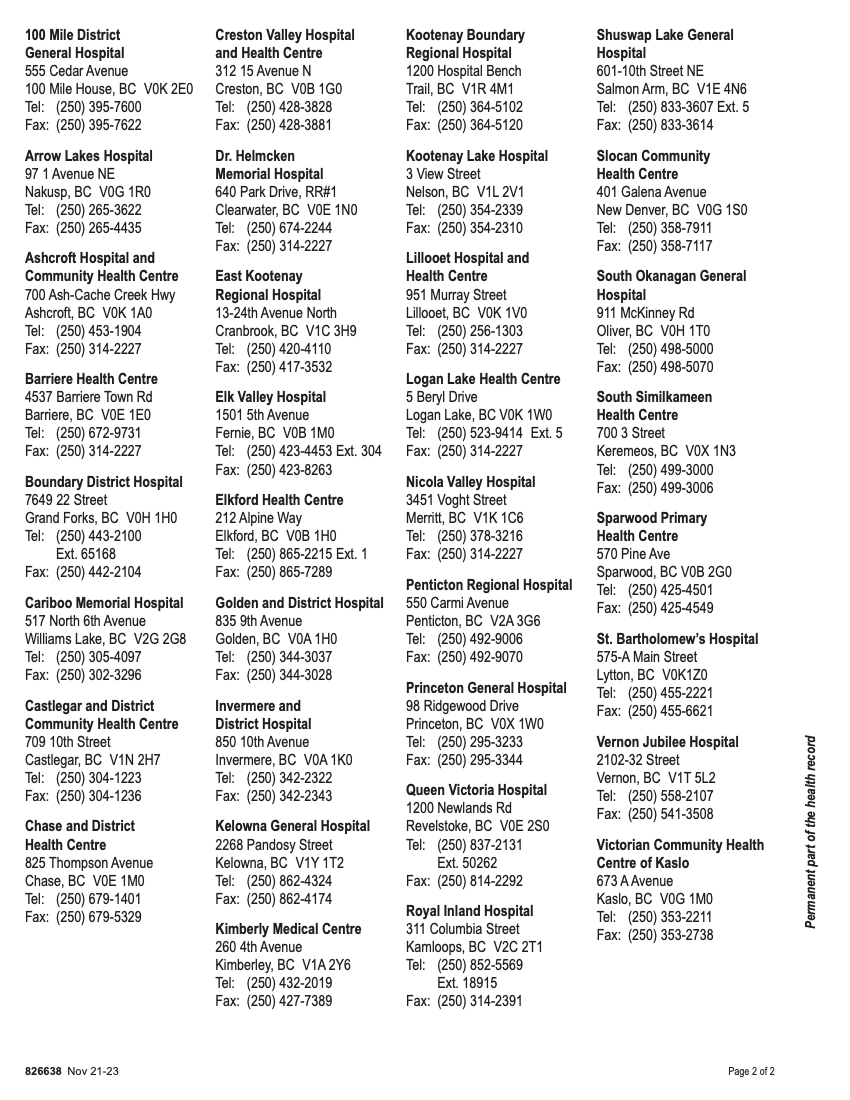 100 Mile District
General Hospital
555 Cedar Avenue
100 Mile House, BC  V0K 2E0
Tel:  (250) 395-7600
Fax:  (250) 395-7622
Arrow Lakes Hospital
97 1 Avenue NE
Nakusp, BC  V0G 1R0
Tel:  (250) 265-3622
Fax:  (250) 265-4435
Ashcroft Hospital and
Community Health Centre
700 Ash-Cache Creek Hwy
Ashcroft, BC  V0K 1A0
Tel:  (250) 453-1904
Fax:  (250) 314-2227
Barriere Health Centre
4537 Barriere Town Rd
Barriere, BC  V0E 1E0
Tel:  (250) 672-9731
Fax:  (250) 314-2227
Boundary District Hospital
7649 22 Street
Grand Forks, BC  V0H 1H0
Tel:  (250) 443-2100
Ext. 65168
Fax:  (250) 442-2104
Cariboo Memorial Hospital
517 North 6th Avenue
Williams Lake, BC  V2G 2G8
Tel:  (250) 305-4097
Fax:  (250) 302-3296
Castlegar and District
Community Health Centre
709 10th Street
Castlegar, BC  V1N 2H7
Tel:  (250) 304-1223
Fax:  (250) 304-1236
Chase and District
Health Centre
825 Thompson Avenue
Chase, BC  V0E 1M0
Tel:  (250) 679-1401
Fax:  (250) 679-5329
Creston Valley Hospital
and Health Centre
312 15 Avenue N
Creston, BC  V0B 1G0
Tel:  (250) 428-3828
Fax:  (250) 428-3881
Dr. Helmcken
Memorial Hospital
640 Park Drive, RR#1
Clearwater, BC  V0E 1N0
Tel:  (250) 674-2244
Fax:  (250) 314-2227
East Kootenay
Regional Hospital
13-24th Avenue North
Cranbrook, BC  V1C 3H9
Tel:  (250) 420-4110
Fax:  (250) 417-3532
Elk Valley Hospital
1501 5th Avenue
Fernie, BC  V0B 1M0
Tel:  (250) 423-4453 Ext. 304
Fax:  (250) 423-8263
Elkford Health Centre
212 Alpine Way
Elkford, BC  V0B 1H0
Tel:  (250) 865-2215 Ext. 1
Fax:  (250) 865-7289
Golden and District Hospital
835 9th Avenue
Golden, BC  V0A 1H0
Tel:  (250) 344-3037
Fax:  (250) 344-3028
Invermere and
District Hospital
850 10th Avenue
Invermere, BC  V0A 1K0
Tel:  (250) 342-2322
Fax:  (250) 342-2343
Kelowna General Hospital
2268 Pandosy Street
Kelowna, BC  V1Y 1T2
Tel:  (250) 862-4324
Fax:  (250) 862-4174
Kimberly Medical Centre
260 4th Avenue
Kimberley, BC  V1A 2Y6
Tel:  (250) 432-2019
Fax:  (250) 427-7389
Kootenay Boundary
Regional Hospital
1200 Hospital Bench
Trail, BC  V1R 4M1
Tel:  (250) 364-5102
Fax:  (250) 364-5120
Kootenay Lake Hospital
3 View Street
Nelson, BC  V1L 2V1
Tel:  (250) 354-2339
Fax:  (250) 354-2310
Lillooet Hospital and
Health Centre
951 Murray Street
Lillooet, BC  V0K 1V0
Tel:  (250) 256-1303
Fax:  (250) 314-2227
Logan Lake Health Centre
5 Beryl Drive
Logan Lake, BC V0K 1W0
Tel:  (250) 523-9414  Ext. 5
Fax:  (250) 314-2227
Nicola Valley Hospital
3451 Voght Street
Merritt, BC  V1K 1C6
Tel:  (250) 378-3216
Fax:  (250) 314-2227
Penticton Regional Hospital
550 Carmi Avenue
Penticton, BC  V2A 3G6
Tel:  (250) 492-9006
Fax:  (250) 492-9070
Princeton General Hospital
98 Ridgewood Drive
Princeton, BC  V0X 1W0
Tel:  (250) 295-3233
Fax:  (250) 295-3344
Queen Victoria Hospital
1200 Newlands Rd
Revelstoke, BC  V0E 2S0
Tel:  (250) 837-2131
Ext. 50262
Fax:  (250) 814-2292
Royal Inland Hospital
311 Columbia Street
Kamloops, BC  V2C 2T1
Tel:  (250) 852-5569
Ext. 18915
Fax:  (250) 314-2391
Shuswap Lake General
Hospital
601-10th Street NE
Salmon Arm, BC  V1E 4N6
Tel:  (250) 833-3607 Ext. 5
Fax:  (250) 833-3614
Slocan Community
Health Centre
401 Galena Avenue
New Denver, BC  V0G 1S0
Tel:  (250) 358-7911
Fax:  (250) 358-7117
South Okanagan General
Hospital
911 McKinney Rd
Oliver, BC  V0H 1T0
Tel:  (250) 498-5000
Fax:  (250) 498-5070
South Similkameen
Health Centre
700 3 Street
Keremeos, BC  V0X 1N3
Tel:  (250) 499-3000
Fax:  (250) 499-3006
Sparwood Primary
Health Centre
570 Pine Ave
Sparwood, BC V0B 2G0
Tel:  (250) 425-4501
Fax:  (250) 425-4549
St. Bartholomew's Hospital
575-A Main Street
Lytton, BC  V0K1Z0
Tel:  (250) 455-2221
Fax:  (250) 455-6621
Vernon Jubilee Hospital
2102-32 Street
Vernon, BC  V1T 5L2
Tel:  (250) 558-2107
Fax:  (250) 541-3508
Victorian Community Health
Centre of Kaslo
673 A Avenue
Kaslo, BC  V0G 1M0
Tel:  (250) 353-2211
Fax:  (250) 353-2738
Permanent part of the health record
826638  Nov 21-23
Page 2 of 2